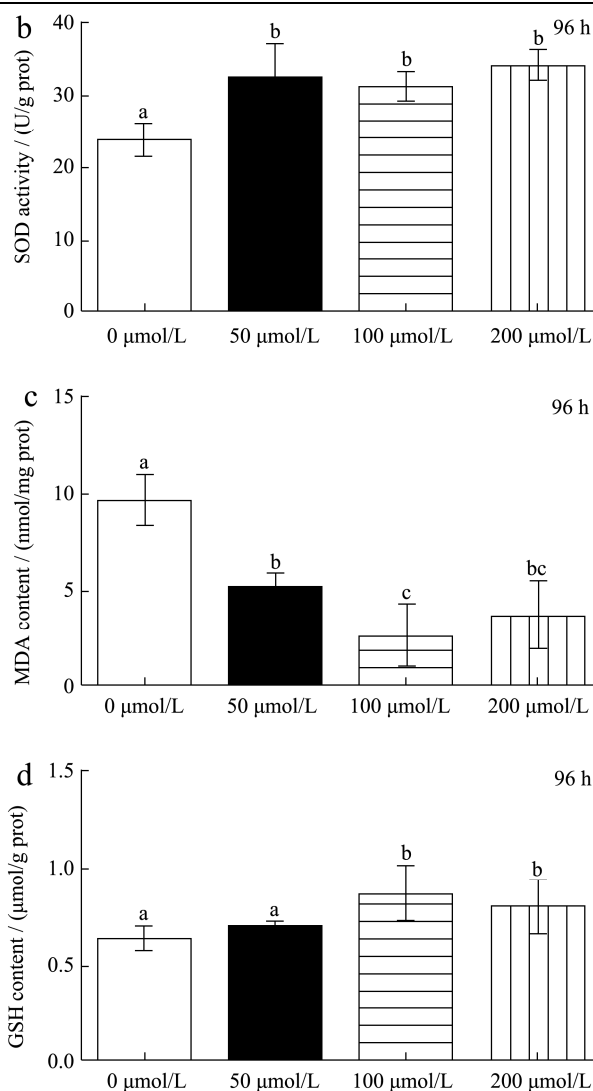 b
96 h
SOD activity / (U/g prot)
40
30
20
10
0
a
b
b
b
0 μmol/L
50 μmol/L
100 μmol/L
200 μmol/L
c
96 h
MDA content / (nmol/mg prot)
15
10
5
0
a
b
c
bc
0 μmol/L
50 μmol/L
100 μmol/L
200 μmol/L
d
96 h
GSH content / (μmol/g prot)
1.5
1.0
0.5
0.0
a
a
b
b
0 μmol/L
50 μmol/L
100 μmol/L
200 μmol/L